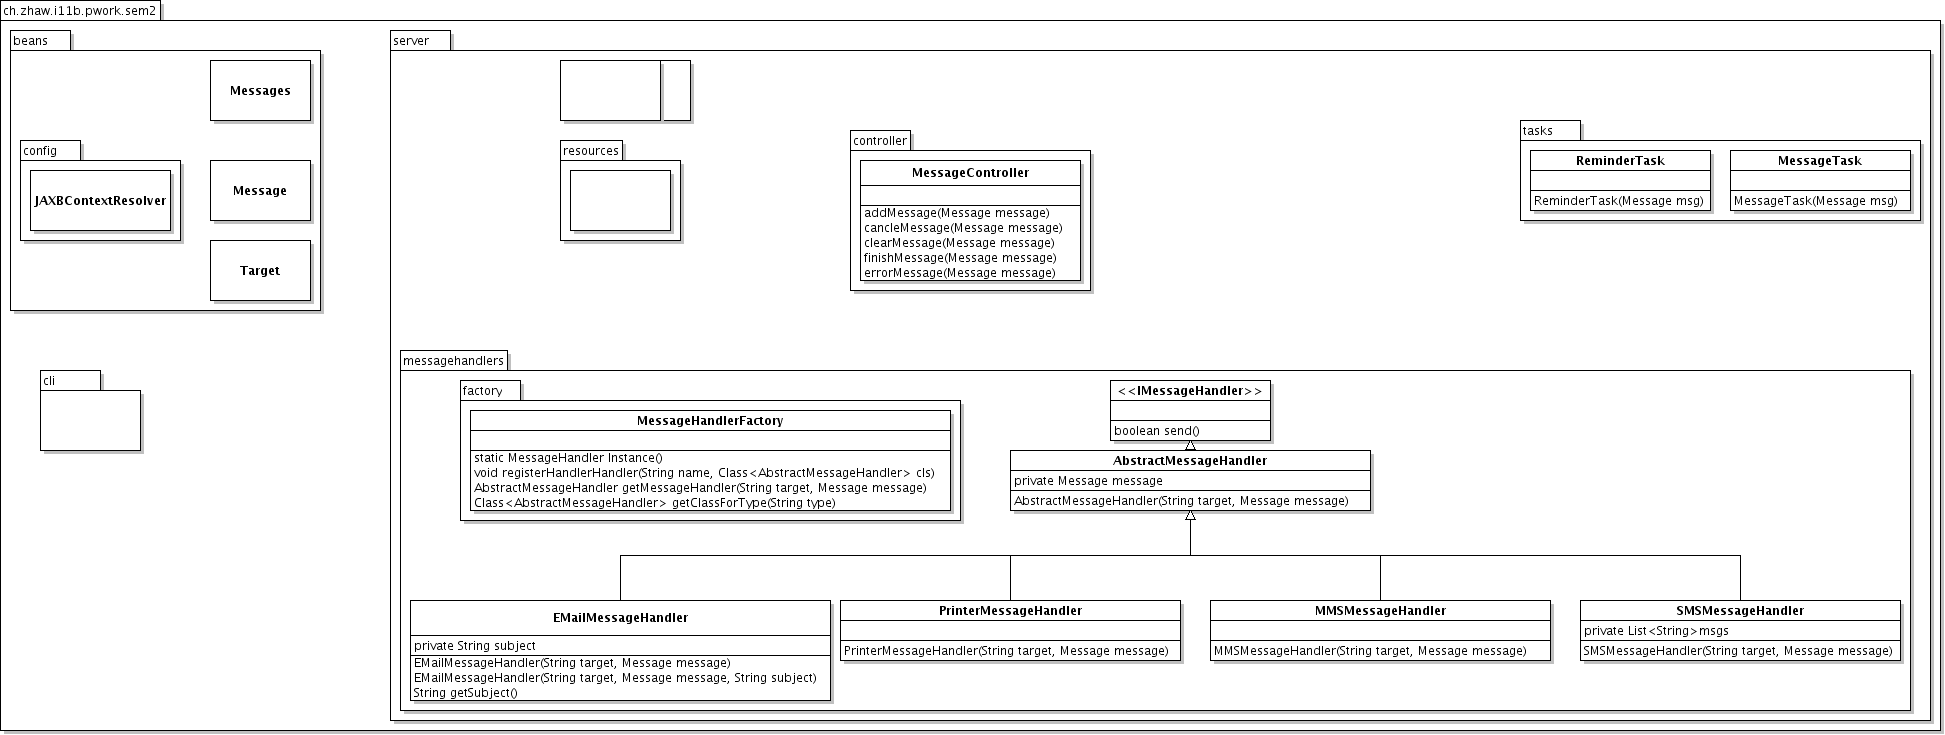 ch.zhaw.i11b.pwork.sem2
beans
Messages
config
JAXBContextResolver
Message
Target
cli
server
resources
controller
MessageController
addMessage(Message message)
cancleMessage(Message message)
clearMessage(Message message)
finishMessage(Message message)
errorMessage(Message message)
tasks
ReminderTask
ReminderTask(Message msg)
MessageTask
MessageTask(Message msg)
messagehandlers
factory
MessageHandlerFactory
static MessageHandler Instance()
void registerHandlerHandler(String name, Class<AbstractMessageHandler> cls)
AbstractMessageHandler getMessageHandler(String target, Message message)
Class<AbstractMessageHandler> getClassForType(String type)
<<IMessageHandler>>
boolean send()
AbstractMessageHandler
private Message message
AbstractMessageHandler(String target, Message message)
EMailMessageHandler
private String subject
EMailMessageHandler(String target, Message message)
EMailMessageHandler(String target, Message message, String subject)
String getSubject()
PrinterMessageHandler
PrinterMessageHandler(String target, Message message)
MMSMessageHandler
MMSMessageHandler(String target, Message message)
SMSMessageHandler
private List<String>msgs
SMSMessageHandler(String target, Message message)